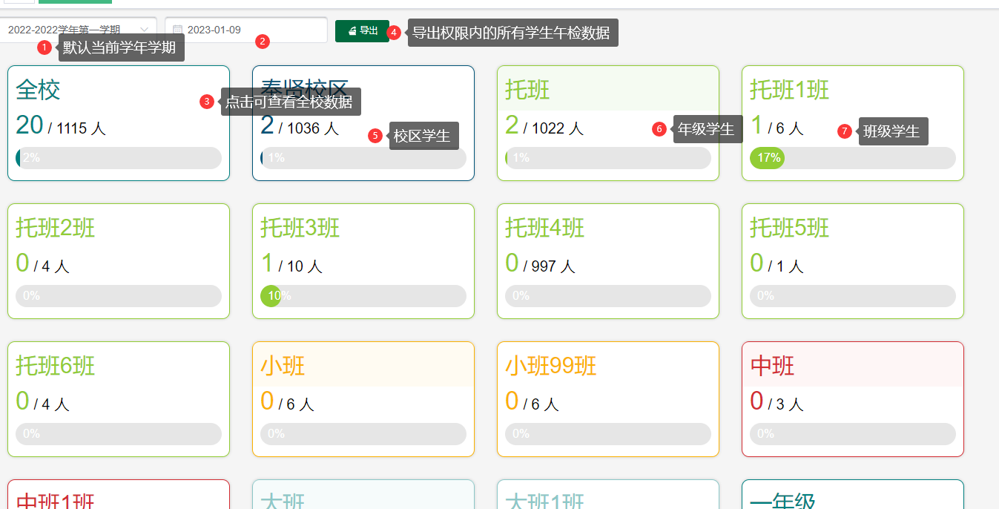 2022-2022学年第一学期
2023-01-09
导出
4
导出权限内的所有学生午检数据
1
默认当前学年学期
2
全校
20 / 1115 人
2%
3
点击可查看全校数据
奉贤校区
2 / 1036 人
1%
5
校区学生
托班
2 / 1022 人
1%
6
年级学生
托班1班
1 / 6 人
17%
7
班级学生
托班2班
0 / 4 人
0%
托班3班
1 / 10 人
10%
托班4班
0 / 997 人
0%
托班5班
0 / 1 人
0%
托班6班
0 / 4 人
0%
小班
0 / 6 人
0%
小班99班
0 / 6 人
0%
中班
0 / 3 人
0%
中班1班
大班
大班1班
一年级